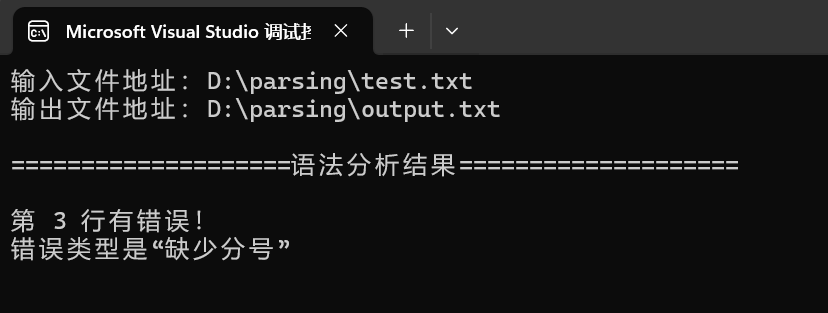 Microsoft Visual Studio 调试控
输入文件地址: D:\parsing\test.txt
输出文件地址: D:\parsing\output.txt
====================语法分析结果====================
第 3 行有错误!
错误类型是“缺少分号”